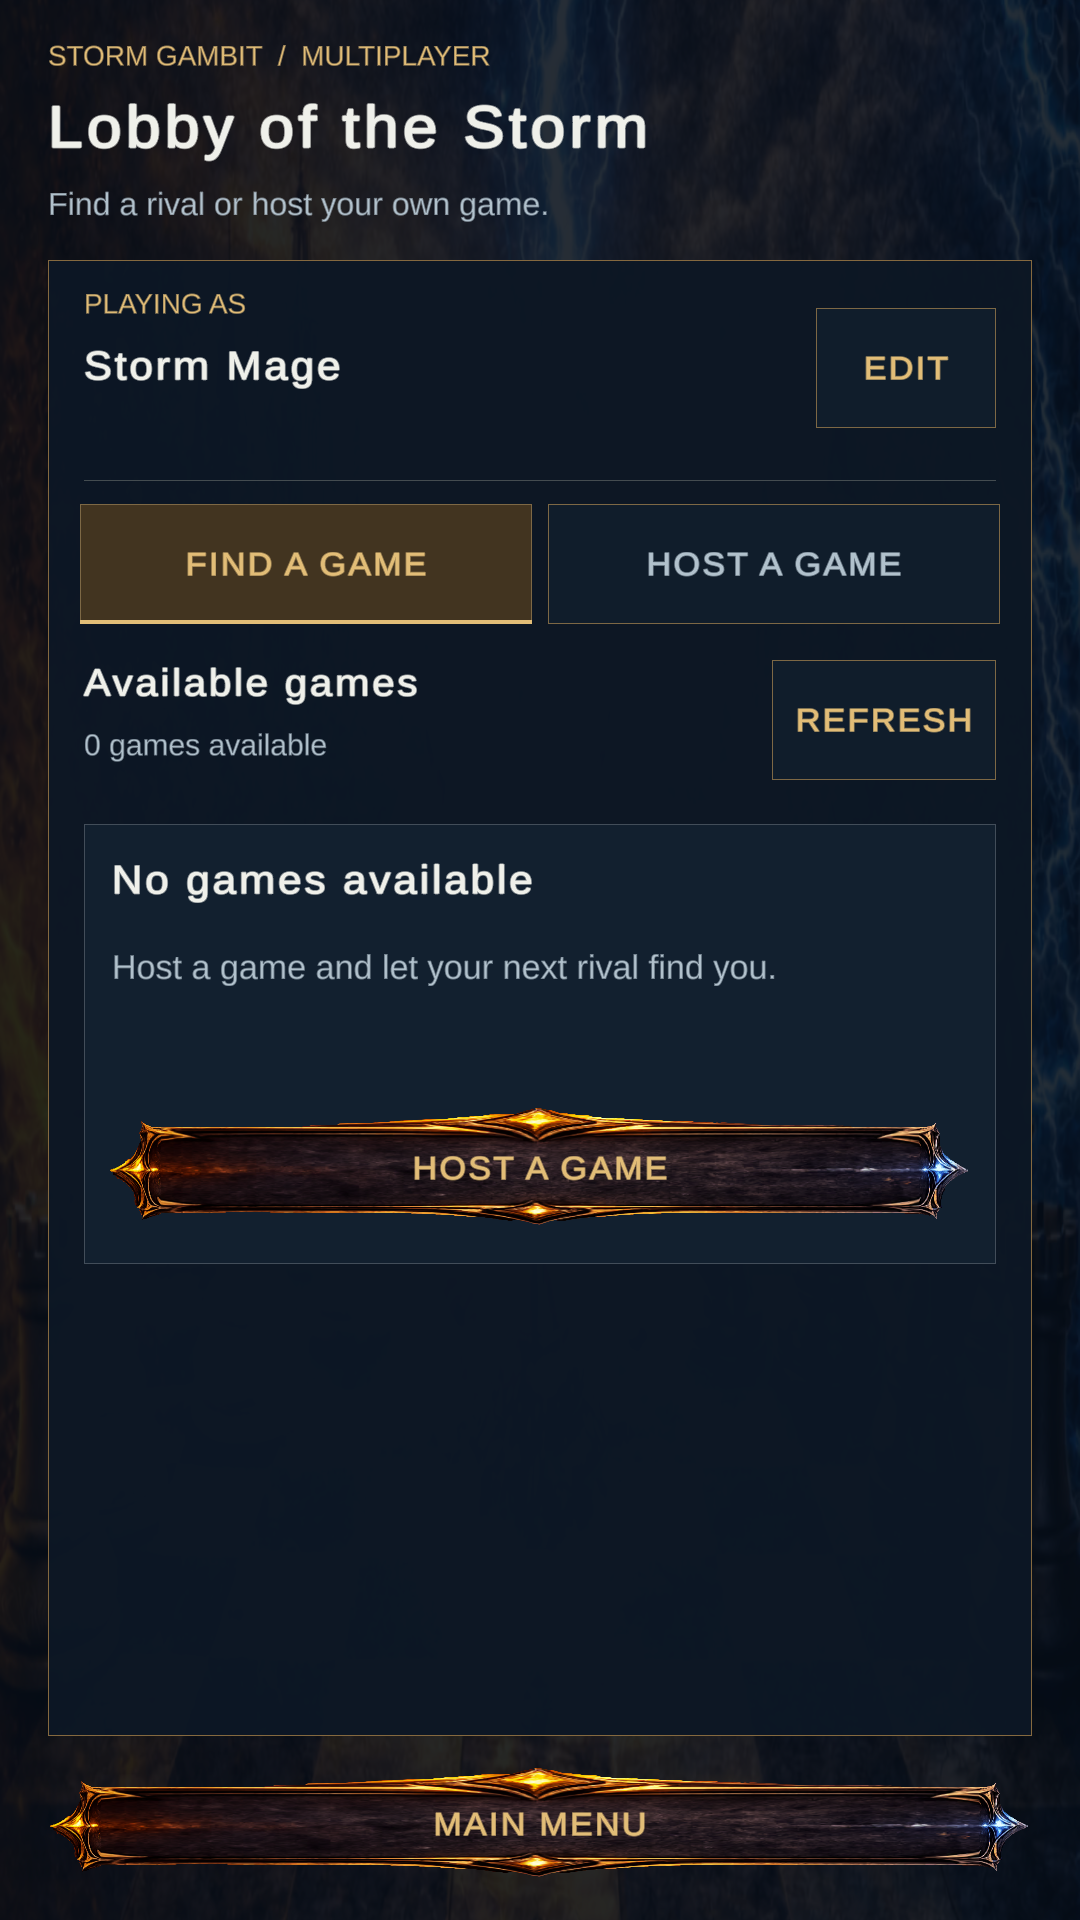 STORM GAMBIT / MULTIPLAYER
Lobby of the Storm
Find a rival or host your own game.
PLAYING AS
Storm Mage
EDIT
FIND A GAME
HOST A GAME
Available games
0 games available
REFRESH
No games available
Host a game and let your next rival find you.
HOST A GAME
MAIN MENU